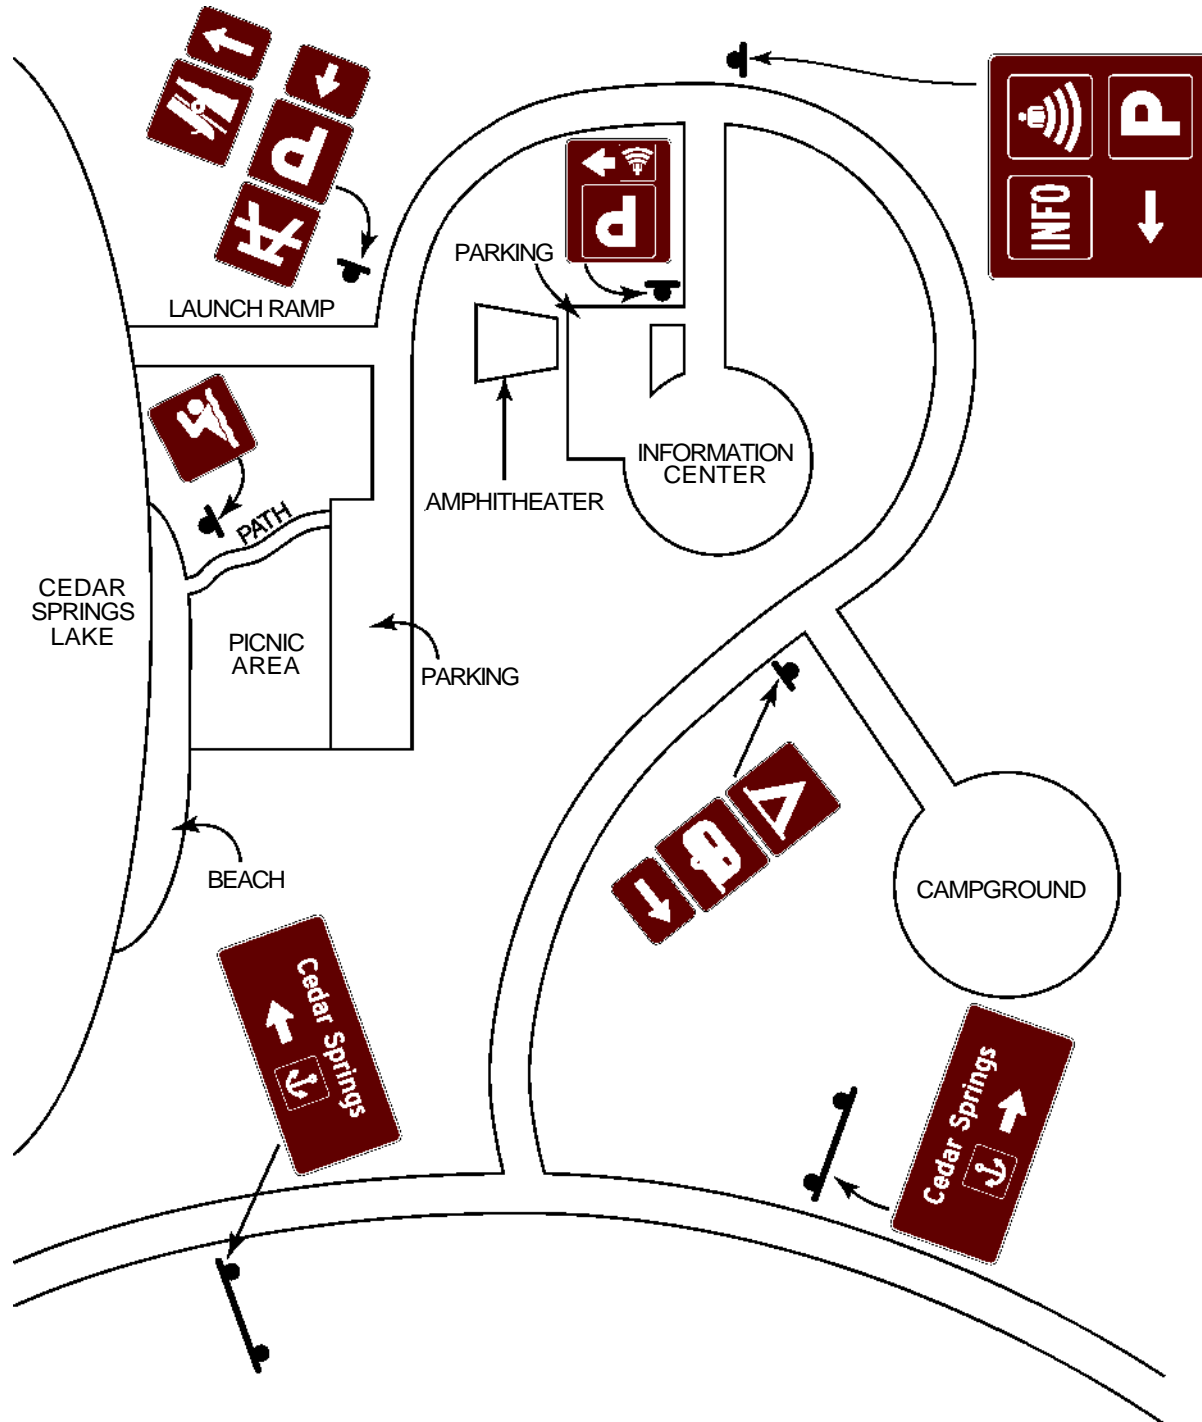 P
INFO
P
P
PARKING
LAUNCH RAMP
INFORMATION
CENTER
AMPHITHEATER
PATH
CEDAR
SPRINGS
LAKE
PICNIC
AREA
PARKING
BEACH
CAMPGROUND
Cedar Springs
Cedar Springs